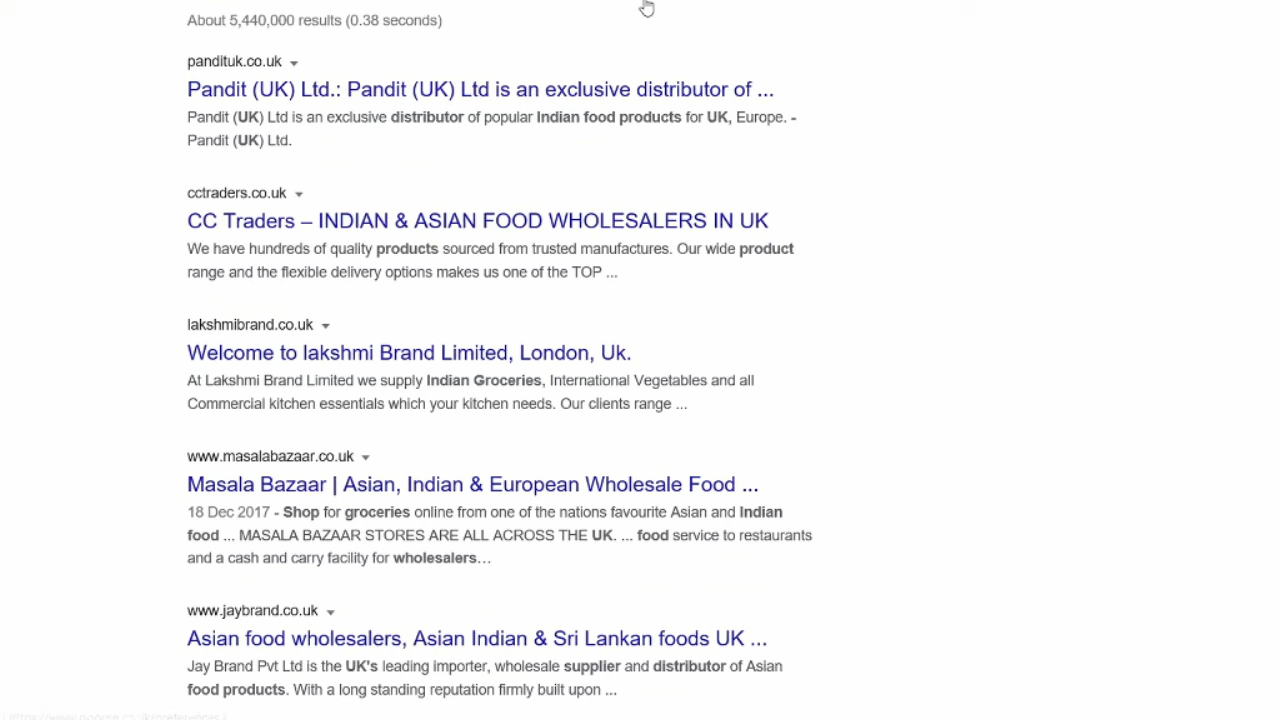 About 5,440,000 results (0.38 seconds)
pandituk.co.uk
Pandit (UK) Ltd.: Pandit (UK) Ltd is an exclusive distributor of ...
Pandit (UK) Ltd is an exclusive distributor of popular Indian food products for UK, Europe. -
Pandit (UK) Ltd.
cctraders.co.uk
CC Traders – INDIAN & ASIAN FOOD WHOLESALERS IN UK
We have hundreds of quality products sourced from trusted manufactures. Our wide product
range and the flexible delivery options makes us one of the TOP ...
lakshmibrand.co.uk
Welcome to lakshmi Brand Limited, London, Uk.
At Lakshmi Brand Limited we supply Indian Groceries, International Vegetables and all
Commercial kitchen essentials which your kitchen needs. Our clients range ...
www.masalabazaar.co.uk
Masala Bazaar | Asian, Indian & European Wholesale Food ...
18 Dec 2017 - Shop for groceries online from one of the nations favourite Asian and Indian
food ... MASALA BAZAAR STORES ARE ALL ACROSS THE UK. ... food service to restaurants
and a cash and carry facility for wholesalers...
www.jaybrand.co.uk
Asian food wholesalers, Asian Indian & Sri Lankan foods UK ...
Jay Brand Pvt Ltd is the UK's leading importer, wholesale supplier and distributor of Asian
food products. With a long standing reputation firmly built upon ...